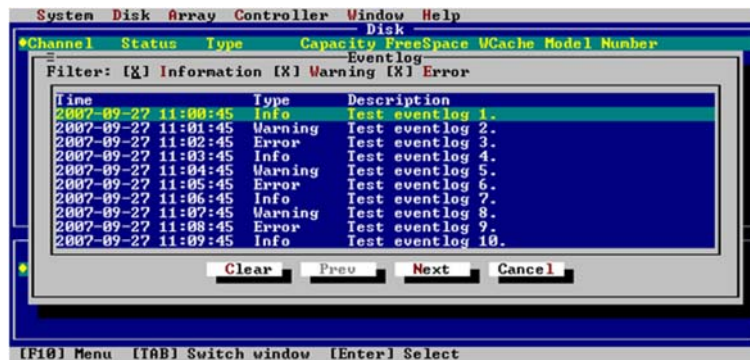 System Disk Array Controller Window Help
Disk
Channel Status Type Capacity FreeSpace WCache Model Number
Eventlog
Filter: [X] Information [X] Warning [X] Error
Time Type Description
2007-09-27 11:00:45 Info Test eventlog 1.
2007-09-27 11:01:45 Warning Test eventlog 2.
2007-09-27 11:02:45 Error Test eventlog 3.
2007-09-27 11:03:45 Info Test eventlog 4.
2007-09-27 11:04:45 Warning Test eventlog 5.
2007-09-27 11:05:45 Error Test eventlog 6.
2007-09-27 11:06:45 Info Test eventlog 7.
2007-09-27 11:07:45 Warning Test eventlog 8.
2007-09-27 11:08:45 Error Test eventlog 9.
2007-09-27 11:09:45 Info Test eventlog 10.
Clear Prev Next Cancel
[F10] Menu [TAB] Switch window [Enter] Select